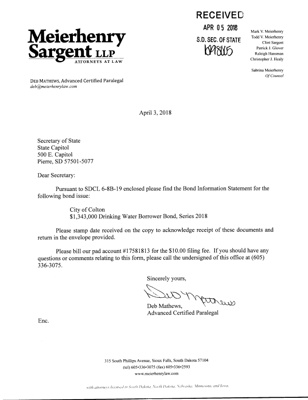 RECEIVED
APR 05 2018
S.D. SEC. OF STATE
Meierhenry
Sargent LLP
ATTORNEYS AT LAW
Mark V. Meierhenry
Todd V. Meierhenry
Clint Sargent
Patrick J. Glover
Raleigh Hansman
Christopher J. Healy
Sabrina Meierhenry
Of Counsel
DEB MATHEWS, Advanced Certified Paralegal
deb@meierhenrylaw.com
April 3, 2018
Secretary of State
State Capitol
500 E. Capitol
Pierre, SD 57501-5077
Dear Secretary:
Pursuant to SDCL 6-8B-19 enclosed please find the Bond Information Statement for the
following bond issue:
City of Colton
$1,343,000 Drinking Water Borrower Bond, Series 2018
Please stamp date received on the copy to acknowledge receipt of these documents and
return in the envelope provided.
Please bill our pad account #17581813 for the $10.00 filing fee. If you should have any
questions or comments relating to this form, please call the undersigned of this office at (605)
336-3075.
Sincerely yours,
Deb Mathews
Deb Mathews,
Advanced Certified Paralegal
Enc.
315 South Phillips Avenue, Sioux Falls, South Dakota 57104
(tel) 605•336•3075 (fax) 605•336•2593
www.meierhenrylaw.com
with partners licensed in South Dakota, North Dakota, Nebraska, Minnesota, and Iowa